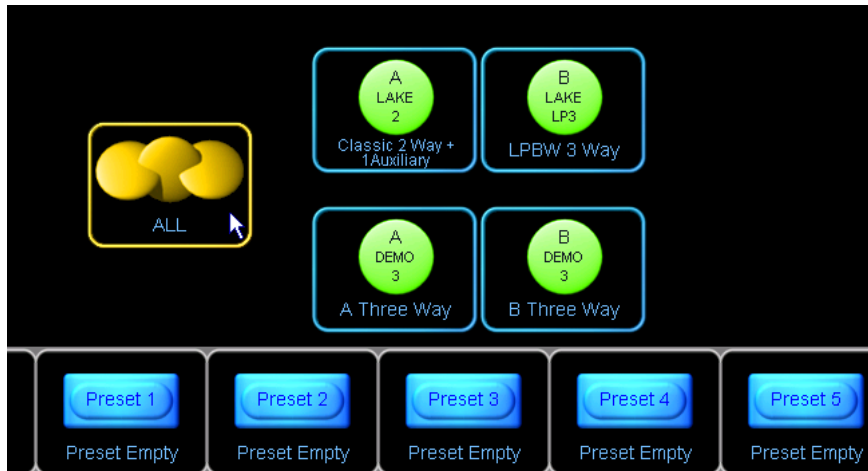 A
LAKE
2
Classic 2 Way +
1Auxiliary
B
LAKE
LP3
LPBW 3 Way
ALL
A
DEMO
3
A Three Way
B
DEMO
3
B Three Way
Preset 1
Preset Empty
Preset 2
Preset Empty
Preset 3
Preset Empty
Preset 4
Preset Empty
Preset 5
Preset Empty